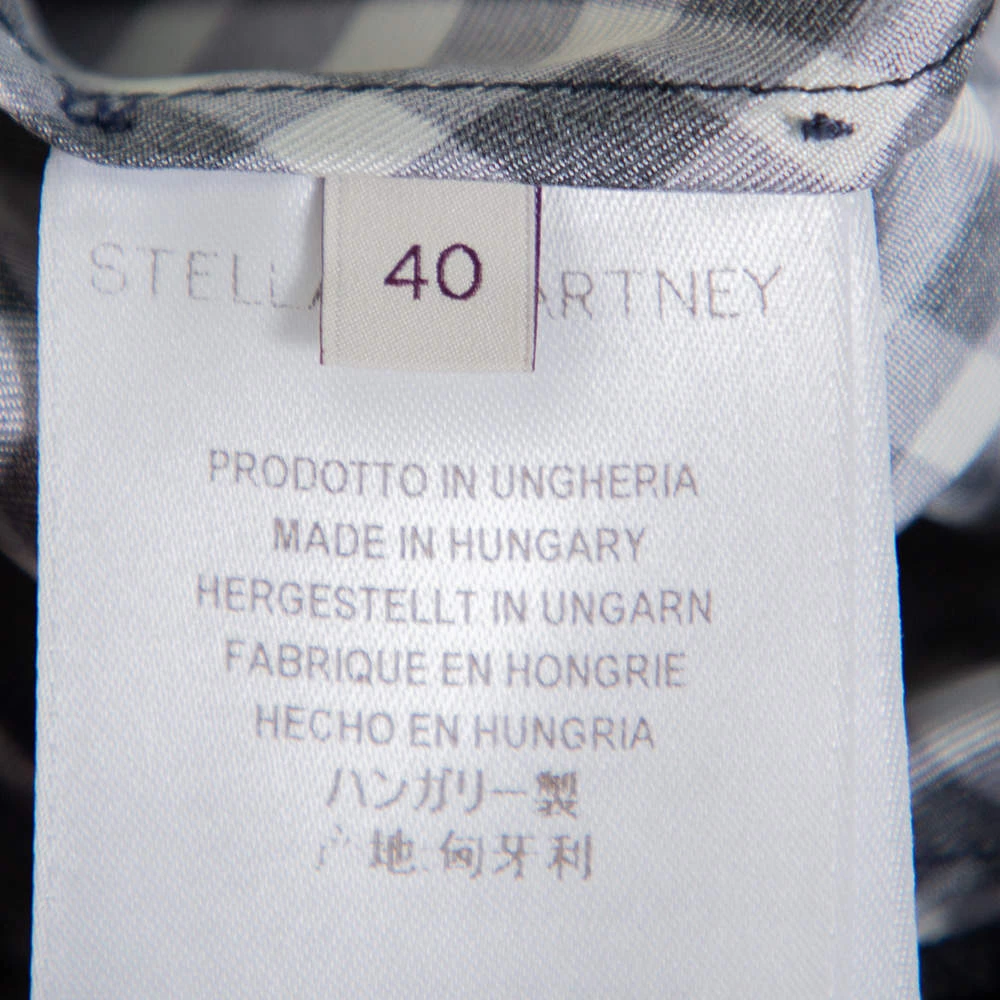 STELLA ARTNEY
40
PRODOTTO IN UNGHERIA
MADE IN HUNGARY
HERGESTELLT IN UNGARN
FABRIQUE EN HONGRIE
HECHO EN HUNGRIA
ハンガリー製
产地:匈牙利